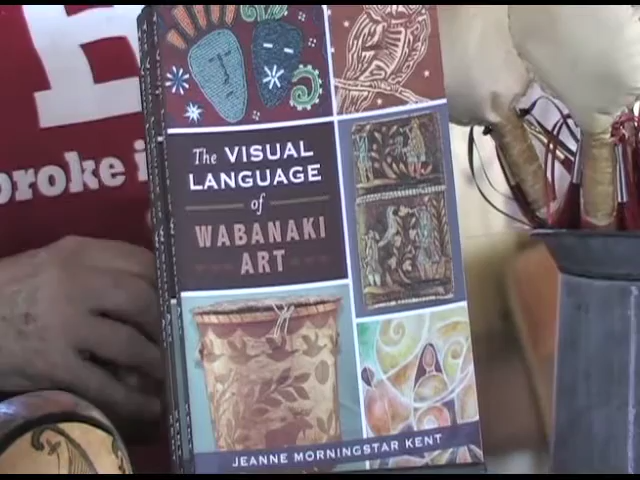 broke i
The VISUAL
LANGUAGE
of
WABANAKI
ART
JEANNE MORNINGSTAR KENT